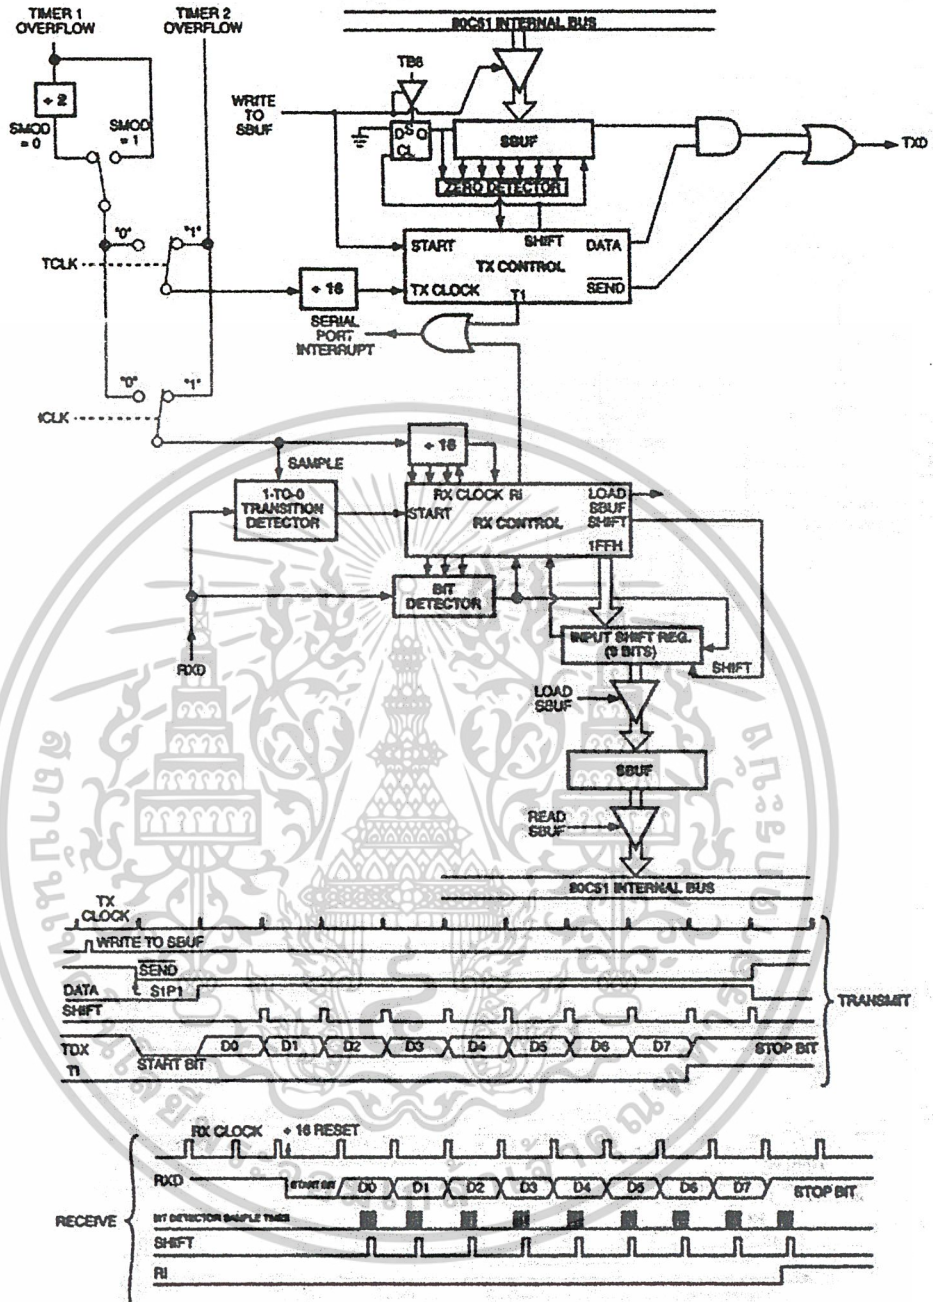 TIMER 1 OVERFLOW
TIMER 2 OVERFLOW
80C51 INTERNAL BUS
TB8
÷ 2
WRITE TO SBUF
SMOD = 0
SMOD = 1
D S Q
CL
SBUF
TXD
ZERO DETECTOR
"0"
"1"
START
SHIFT
DATA
TX CONTROL
TCLK
÷ 16
TX CLOCK
T1
SEND
SERIAL PORT INTERRUPT
"0"
"1"
ICLK
÷ 16
SAMPLE
1-TO-0 TRANSITION DETECTOR
RX CLOCK RI
START
RX CONTROL
LOAD SBUF
SHIFT
1FFH
BIT DETECTOR
RXD
INPUT SHIFT REG. (9 BITS)
SHIFT
LOAD SBUF
SBUF
READ SBUF
80C51 INTERNAL BUS
TX CLOCK
WRITE TO SBUF
SEND
DATA
S1P1
SHIFT
TRANSMIT
TDX
START BIT
D0 D1 D2 D3 D4 D5 D6 D7
STOP BIT
TI
RX CLOCK
÷ 16 RESET
RXD
START BIT
D0 D1 D2 D3 D4 D5 D6 D7
STOP BIT
RECEIVE
BIT DETECTOR SAMPLE TIMES
SHIFT
RI